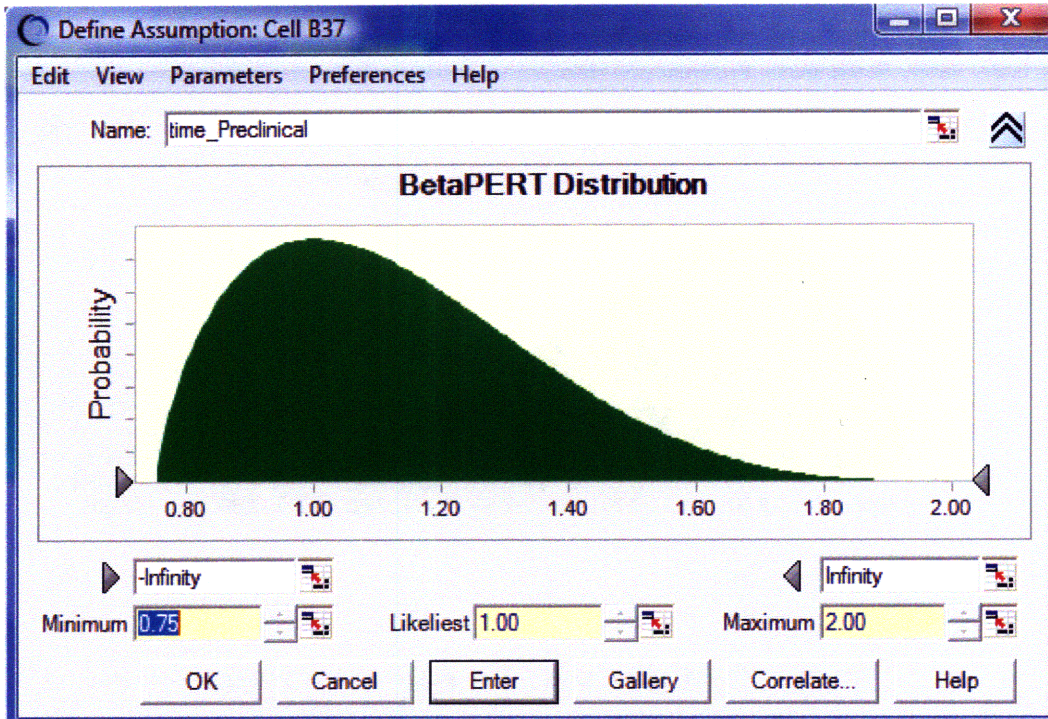 Define Assumption: Cell B37
Edit View Parameters Preferences Help
Name: time_Preclinical
BetaPERT Distribution
Probability
0.80 1.00 1.20 1.40 1.60 1.80 2.00
-Infinity Infinity
Minimum 0.75 Likeliest 1.00 Maximum 2.00
OK Cancel Enter Gallery Correlate... Help